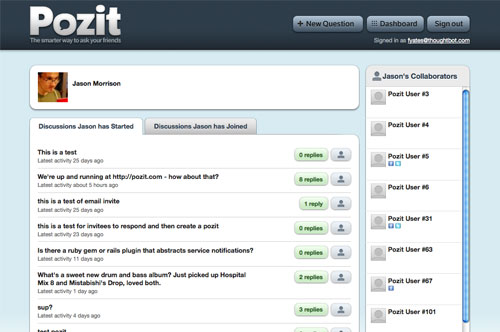 Pozit
The smarter way to ask your friends.
+ New Question
Dashboard
Sign out
Signed in as fyates@thoughtbot.com
Jason Morrison
Discussions Jason has Started
Discussions Jason has Joined
This is a test
Latest activity 25 days ago
0 replies
We're up and running at http://pozit.com - how about that?
Latest activity about 5 hours ago
8 replies
this is a test of email invite
Latest activity 25 days ago
1 reply
this is a test for invitees to respond and then create a pozit
Latest activity 23 days ago
0 replies
Is there a ruby gem or rails plugin that abstracts service notifications?
Latest activity 11 days ago
0 replies
What's a sweet new drum and bass album? Just picked up Hospital
Mix 8 and Mistabishi's Drop, loved both.
Latest activity 1 day ago
2 replies
sup?
Latest activity 4 days ago
3 replies
test pozit
Jason's Collaborators
Pozit User #3
Pozit User #4
Pozit User #5
Pozit User #6
Pozit User #31
Pozit User #63
Pozit User #67
Pozit User #101